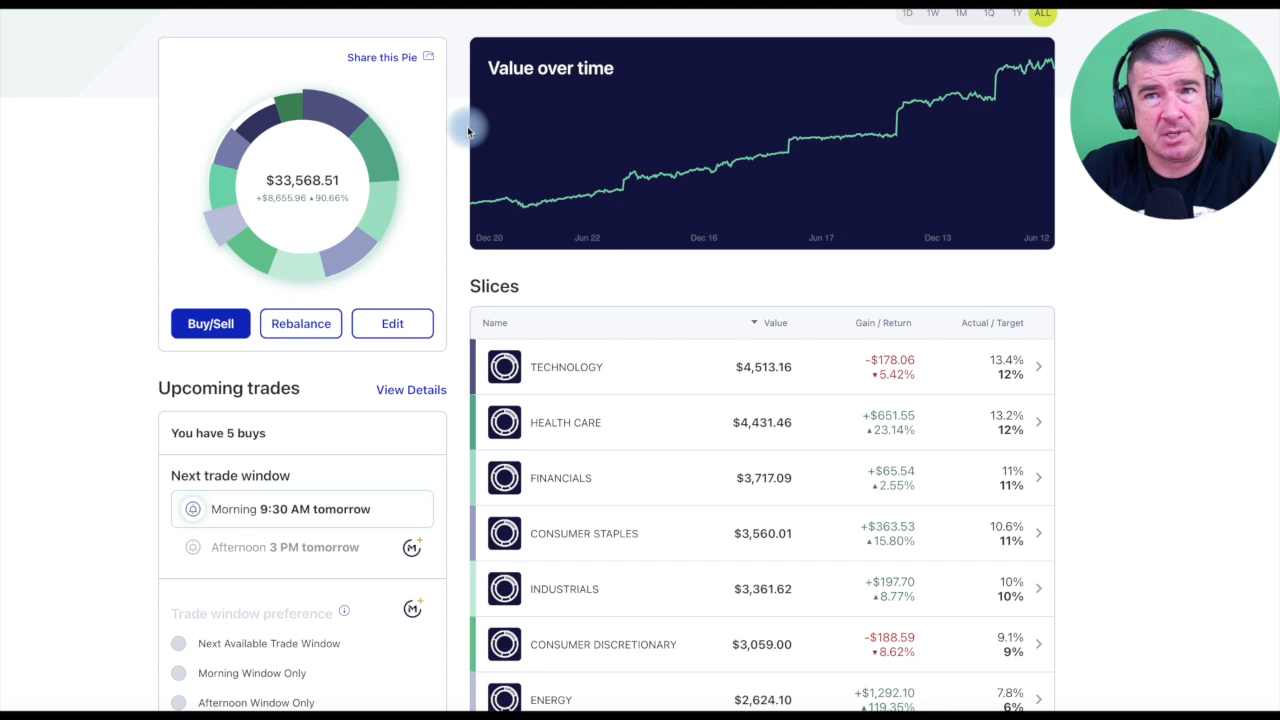 1D 1W 1M 1Q 1Y ALL
Share this Pie
$33,568.51
+$8,655.96 ▲90.66%
Buy/Sell
Rebalance
Edit
Value over time
Dec 20 Jun 22 Dec 16 Jun 17 Dec 13 Jun 12
Upcoming trades
View Details
You have 5 buys
Next trade window
Morning 9:30 AM tomorrow
Afternoon 3 PM tomorrow
M+
Trade window preference
M+
Next Available Trade Window
Morning Window Only
Afternoon Window Only
Slices
Name ▼ Value Gain / Return Actual / Target
TECHNOLOGY $4,513.16 -$178.06 13.4%
▼5.42% 12%
HEALTH CARE $4,431.46 +$651.55 13.2%
▲23.14% 12%
FINANCIALS $3,717.09 +$65.54 11%
▲2.55% 11%
CONSUMER STAPLES $3,560.01 +$363.53 10.6%
▲15.80% 11%
INDUSTRIALS $3,361.62 +$197.70 10%
▲8.77% 10%
CONSUMER DISCRETIONARY $3,059.00 -$188.59 9.1%
▼8.62% 9%
ENERGY $2,624.10 +$1,292.10 7.8%
▲119.35% 6%